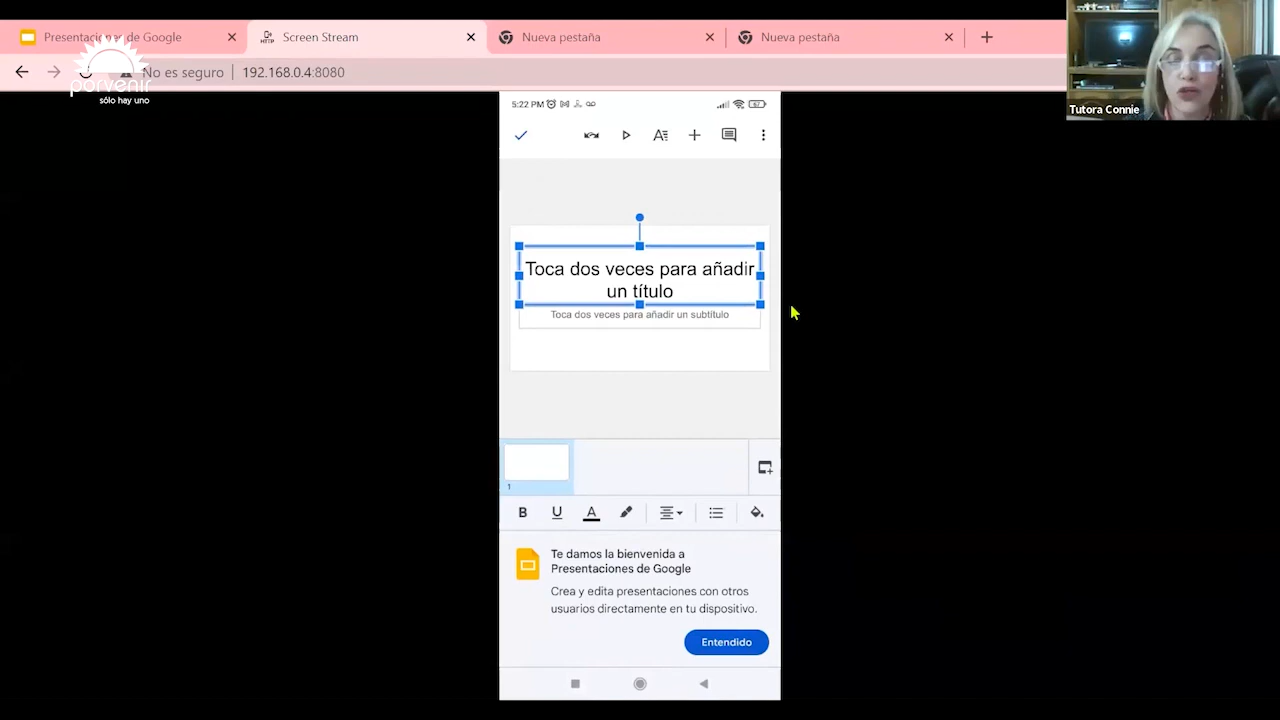 Presentaciones de Google
Screen Stream
Nueva pestaña
Nueva pestaña
No es seguro
192.168.0.4:8080
porvenir
sólo hay uno
Tutora Connie
5:22 PM
67
Toca dos veces para añadir
un título
Toca dos veces para añadir un subtítulo
1
B U A
Te damos la bienvenida a
Presentaciones de Google
Crea y edita presentaciones con otros
usuarios directamente en tu dispositivo.
Entendido